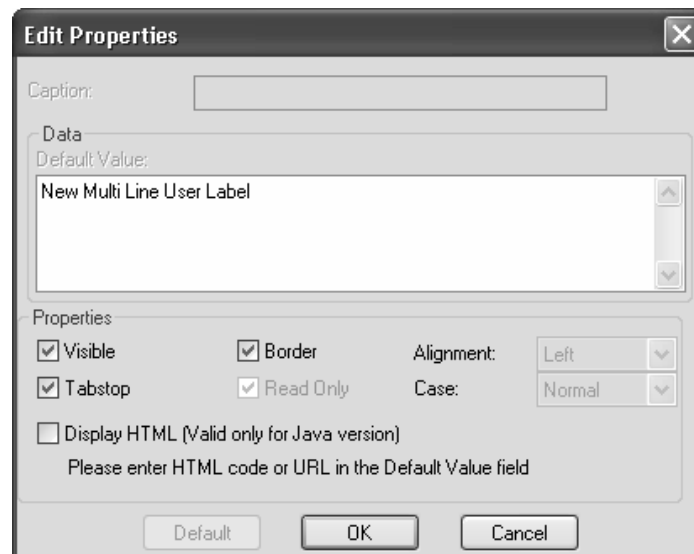 Edit Properties
Caption:
Data
Default Value:
New Multi Line User Label
Properties
Visible Border Alignment: Left
Tabstop Read Only Case: Normal
Display HTML (Valid only for Java version)
Please enter HTML code or URL in the Default Value field
Default OK Cancel